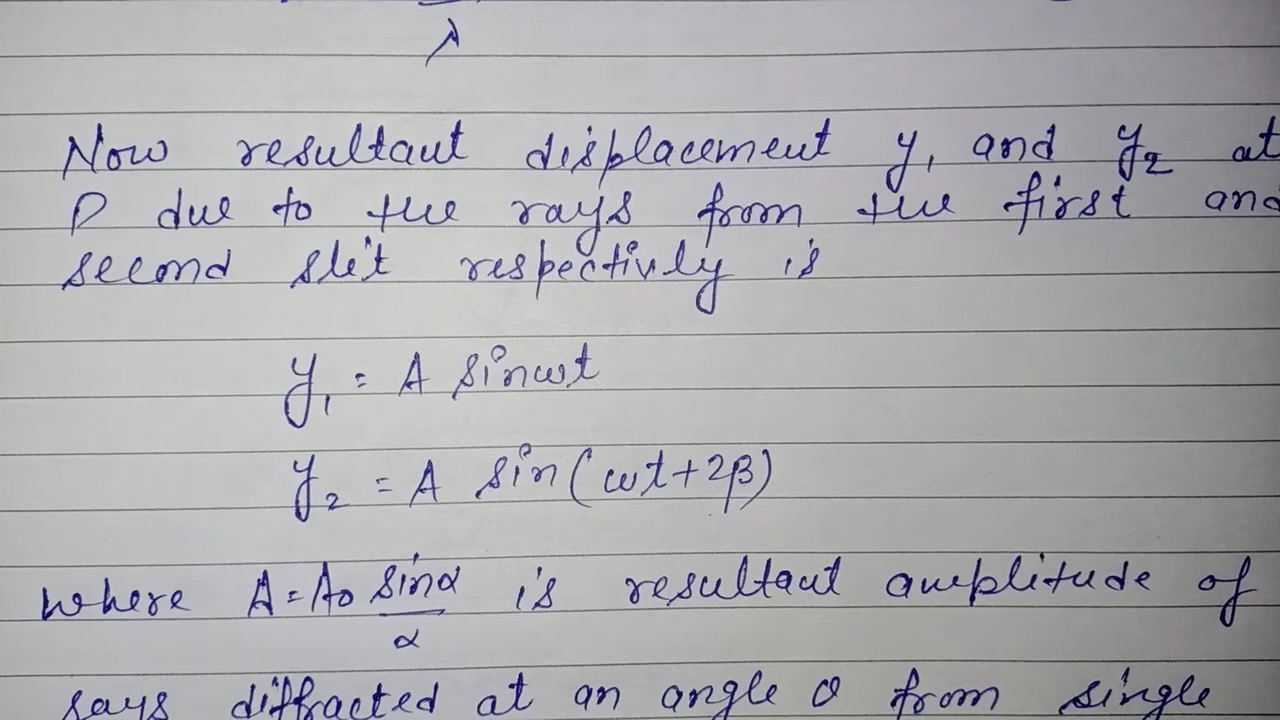 λ
Now resultant displacement y₁ and y₂ at
P due to the rays from the first and
second slit respectively is
y₁ = A sinωt
y₂ = A sin(ωt+2β)
where A = A₀ sinα/α is resultant amplitude of
rays diffracted at an angle θ from single